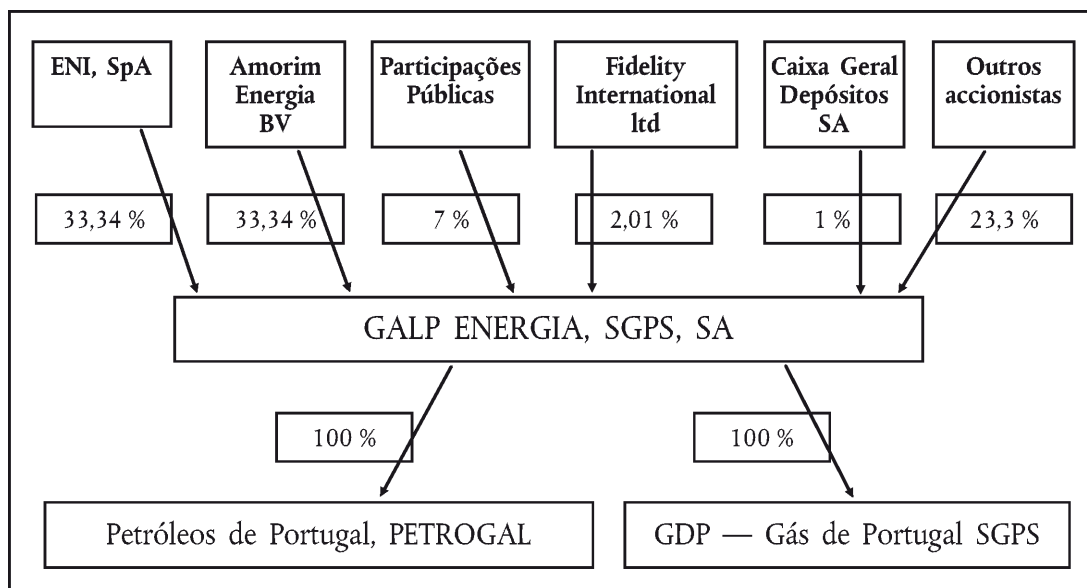 ENI, SpA
Amorim
Energia
BV
Participações
Públicas
Fidelity
International
ltd
Caixa Geral
Depósitos
SA
Outros
accionistas
33,34 %
33,34 %
7 %
2,01 %
1 %
23,3 %
GALP ENERGIA, SGPS, SA
100 %
100 %
Petróleos de Portugal, PETROGAL
GDP — Gás de Portugal SGPS